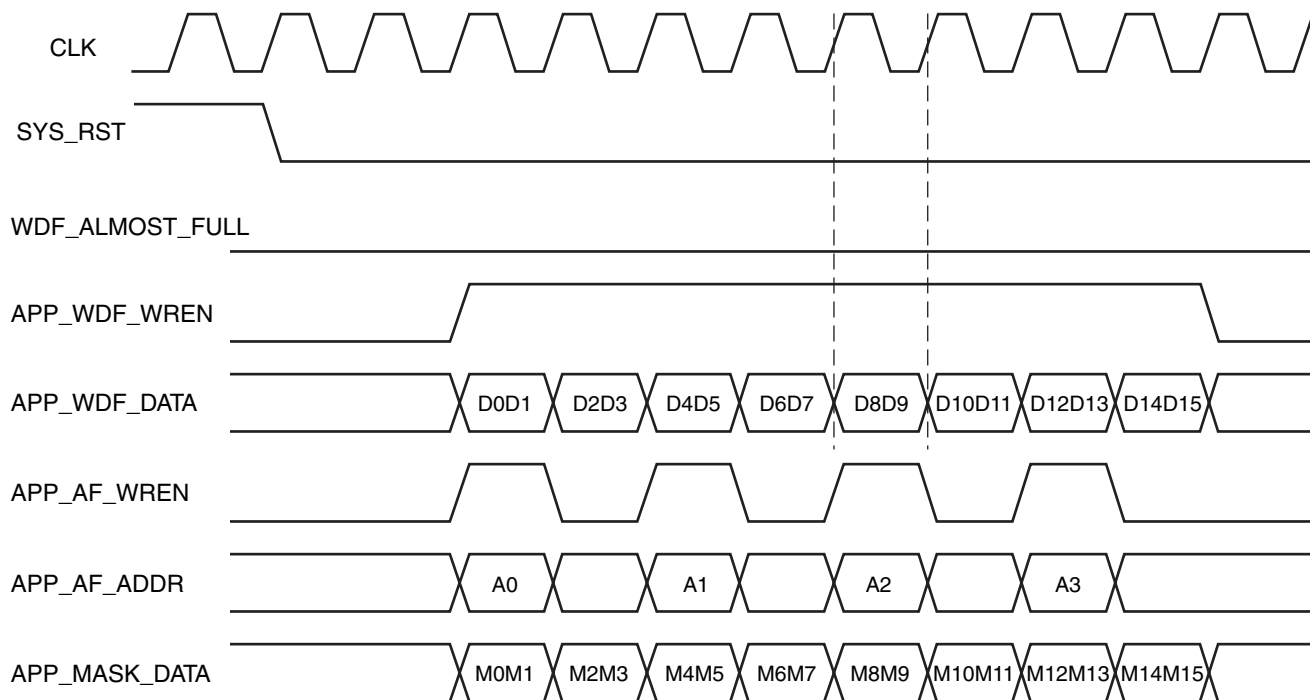 CLK
SYS_RST
WDF_ALMOST_FULL
APP_WDF_WREN
APP_WDF_DATA D0D1 D2D3 D4D5 D6D7 D8D9 D10D11 D12D13 D14D15
APP_AF_WREN
APP_AF_ADDR A0 A1 A2 A3
APP_MASK_DATA M0M1 M2M3 M4M5 M6M7 M8M9 M10M11 M12M13 M14M15